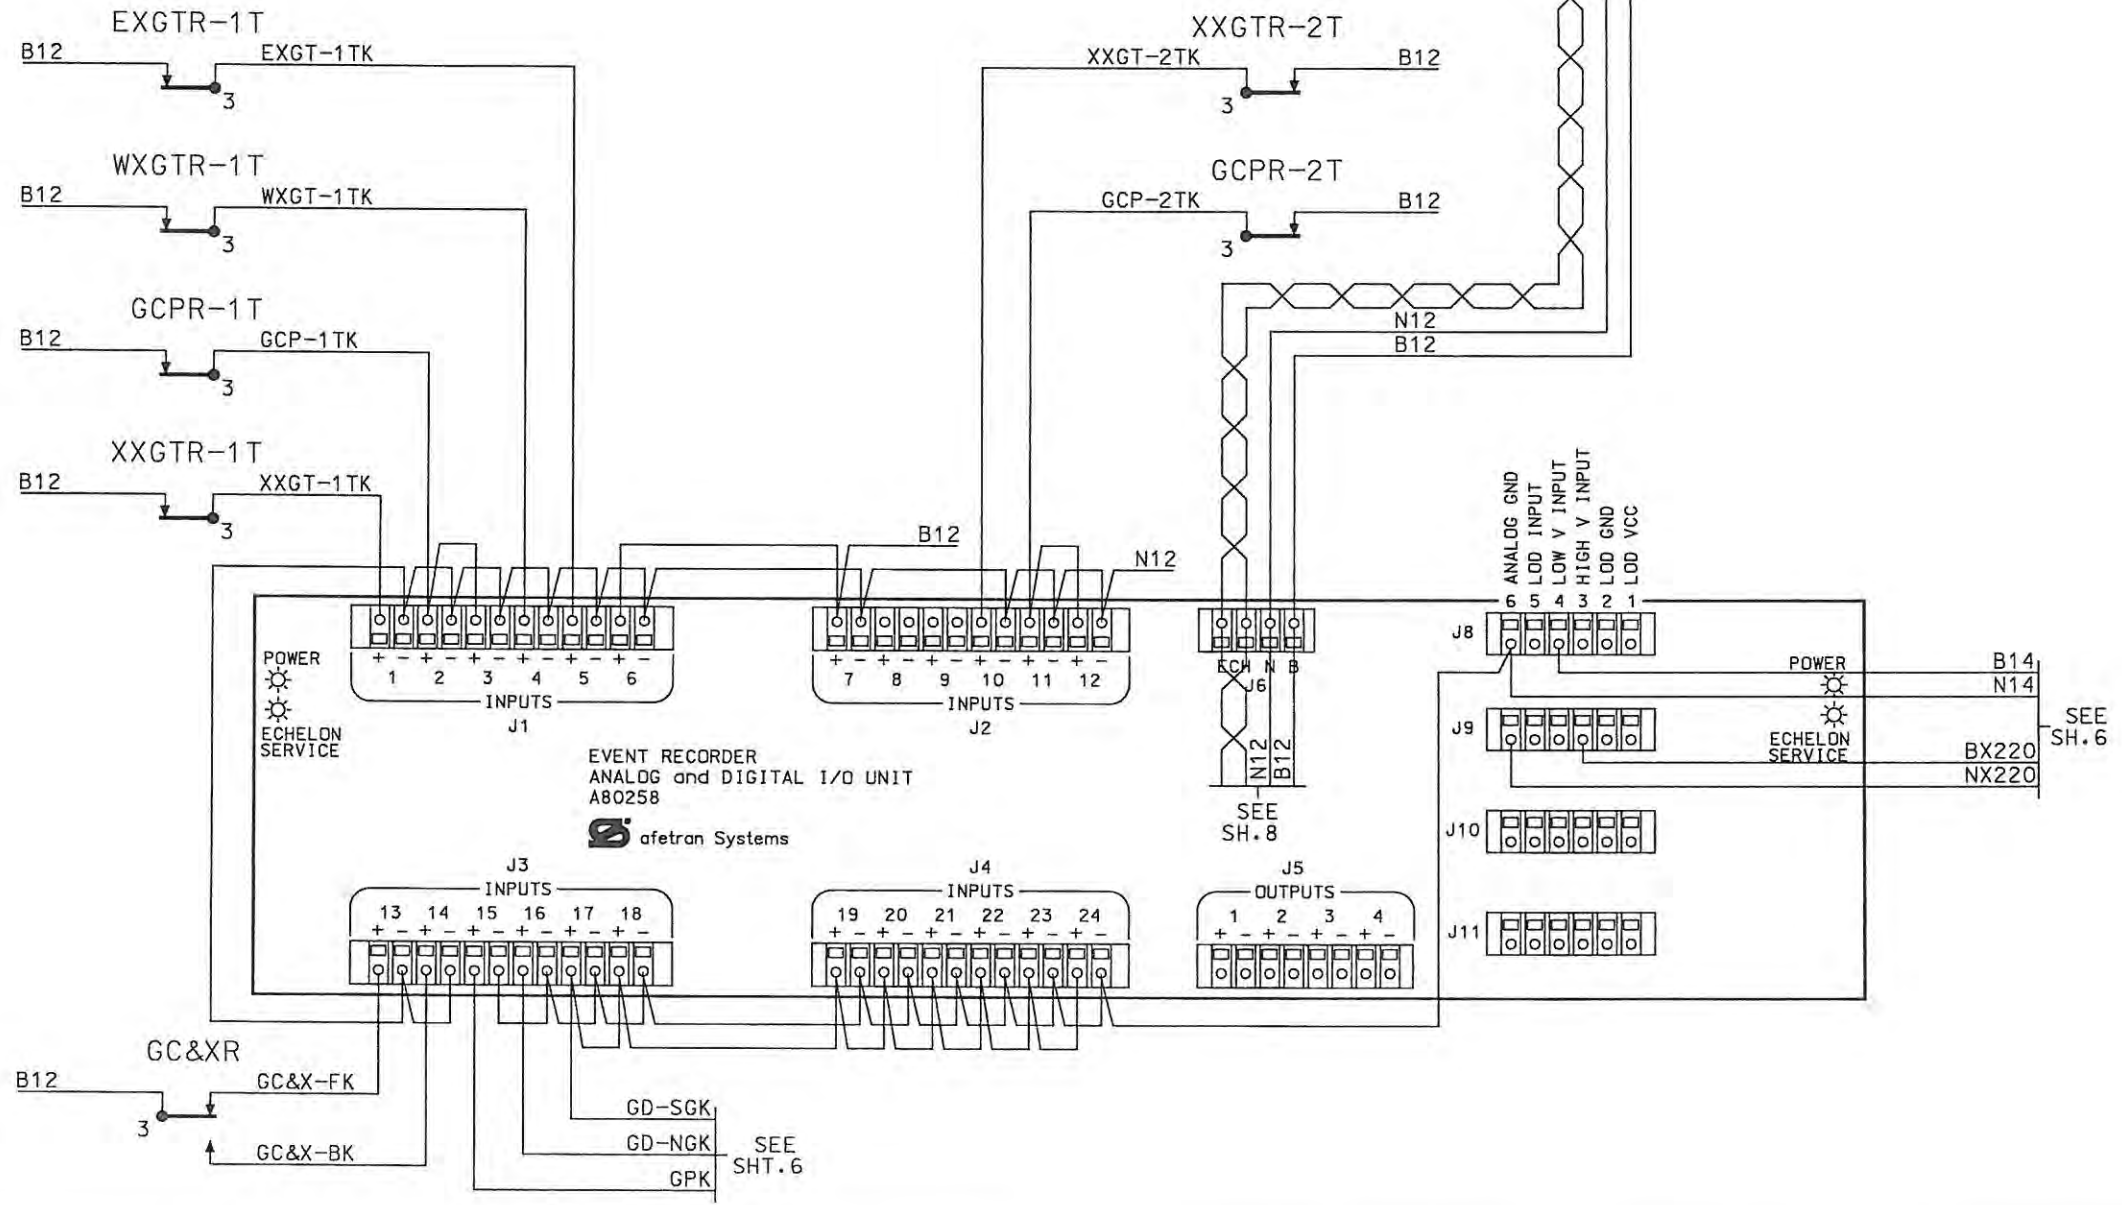 EXGTR-1T
B12
EXGT-1TK
3
WXGTR-1T
B12
WXGT-1TK
3
GCPR-1T
B12
GCP-1TK
3
XXGTR-1T
B12
XXGT-1TK
3
XXGTR-2T
XXGT-2TK
B12
3
GCPR-2T
GCP-2TK
B12
3
N12
B12
B12
N12
ANALOG GND
LOD INPUT
LOW V INPUT
HIGH V INPUT
LOD GND
LOD VCC
6 5 4 3 2 1
J8
POWER
ECHELON
SERVICE
+ - + - + - + - + - + -
1 2 3 4 5 6
INPUTS
J1
+ - + - + - + - + - + -
7 8 9 10 11 12
INPUTS
J2
ECH N B
J6
N12
B12
SEE
SH.8
POWER
ECHELON
SERVICE
B14
N14
BX220
NX220
SEE
SH.6
J9
J10
J11
EVENT RECORDER
ANALOG and DIGITAL I/O UNIT
A80258
Safetran Systems
J3
INPUTS
13 14 15 16 17 18
+ - + - + - + - + - + -
J4
INPUTS
19 20 21 22 23 24
+ - + - + - + - + - + -
J5
OUTPUTS
1 2 3 4
+ - + - + - + -
GC&XR
B12
GC&X-FK
3
GC&X-BK
GD-SGK
GD-NGK
GPK
SEE
SHT.6